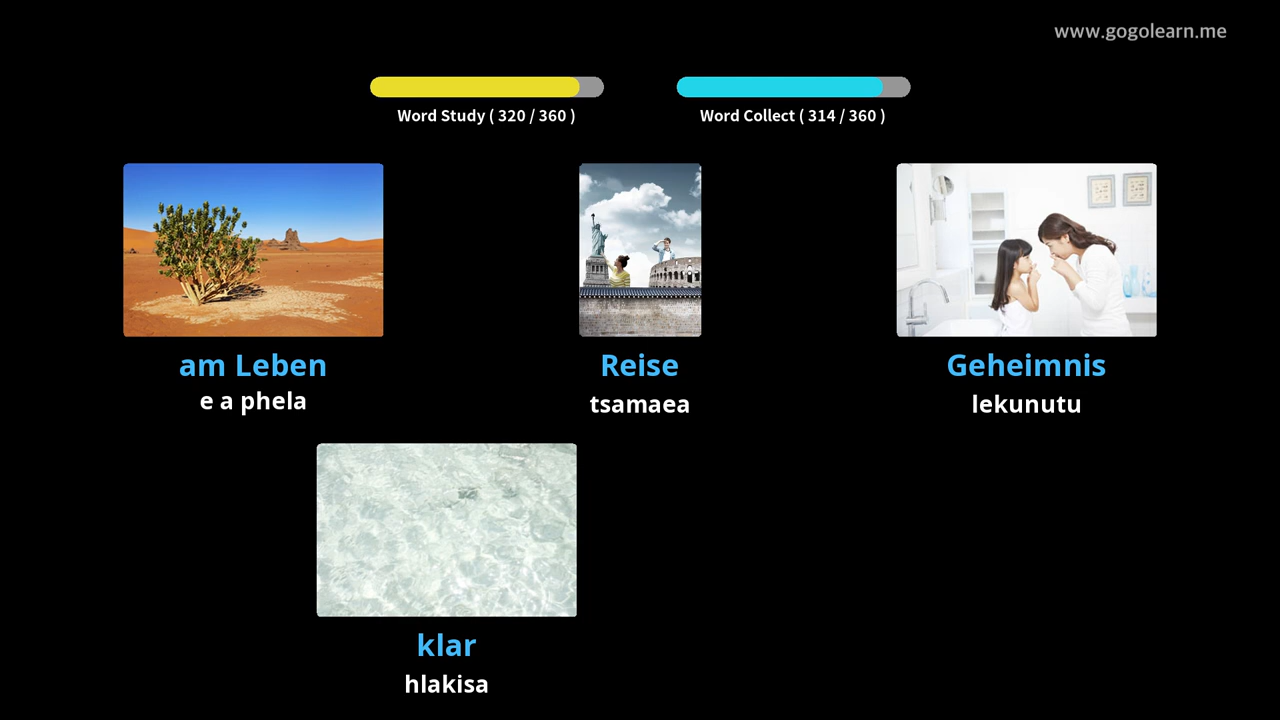 www.gogolearn.me
Word Study ( 320 / 360 )
Word Collect ( 314 / 360 )
am Leben
e a phela
Reise
tsamaea
Geheimnis
lekunutu
klar
hlakisa